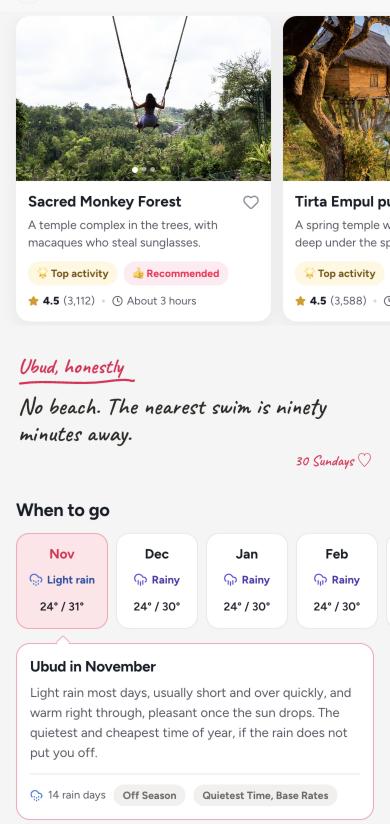 Sacred Monkey Forest
A temple complex in the trees, with
macaques who steal sunglasses.
Top activity
Recommended
4.5 (3,112) • About 3 hours
Tirta Empul
A spring temple
deep under the
Top activity
4.5 (3,588) •
Ubud, honestly
No beach. The nearest swim is ninety
minutes away.
30 Sundays
When to go
Nov
Light rain
24° / 31°
Dec
Rainy
24° / 30°
Jan
Rainy
24° / 30°
Feb
Rainy
24° / 30°
Ubud in November
Light rain most days, usually short and over quickly, and
warm right through, pleasant once the sun drops. The
quietest and cheapest time of year, if the rain does not
put you off.
14 rain days
Off Season
Quietest Time, Base Rates